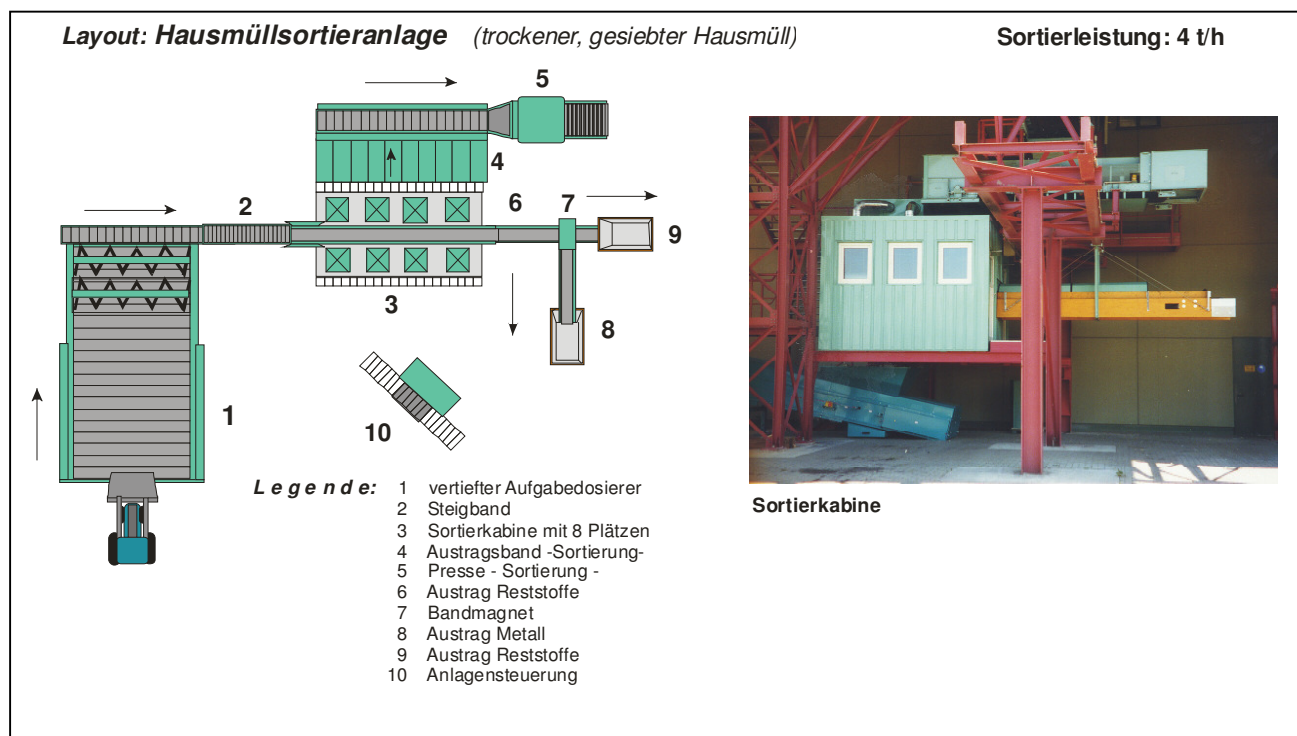 Layout: Hausmüllsortieranlage (trockener, gesiebter Hausmüll) Sortierleistung: 4 t/h
5
4
2
6
7
9
3
8
1
10
Legende:
1 vertiefter Aufgabedosierer
2 Steigband
3 Sortierkabine mit 8 Plätzen
4 Austragsband -Sortierung-
5 Presse - Sortierung -
6 Austrag Reststoffe
7 Bandmagnet
8 Austrag Metall
9 Austrag Reststoffe
10 Anlagensteuerung
Sortierkabine